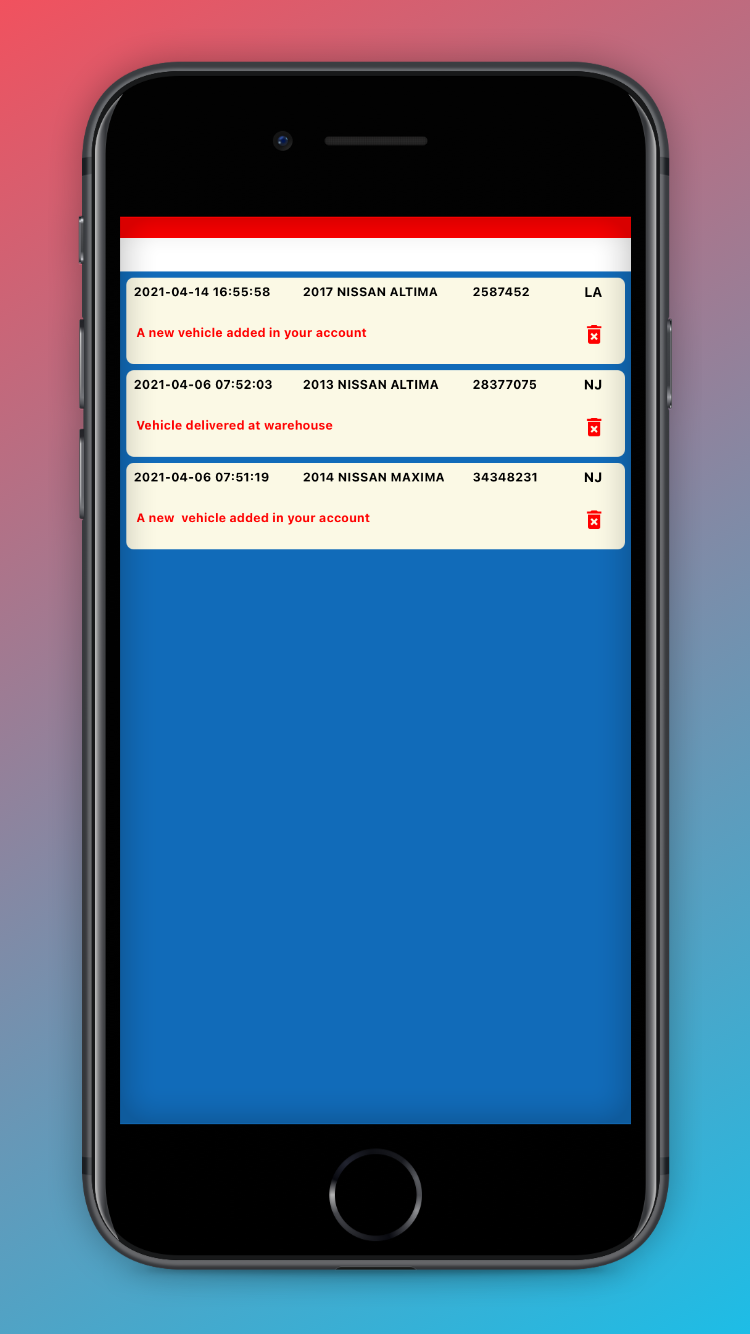 2021-04-14 16:55:58 2017 NISSAN ALTIMA 2587452 LA
A new vehicle added in your account
2021-04-06 07:52:03 2013 NISSAN ALTIMA 28377075 NJ
Vehicle delivered at warehouse
2021-04-06 07:51:19 2014 NISSAN MAXIMA 34348231 NJ
A new  vehicle added in your account